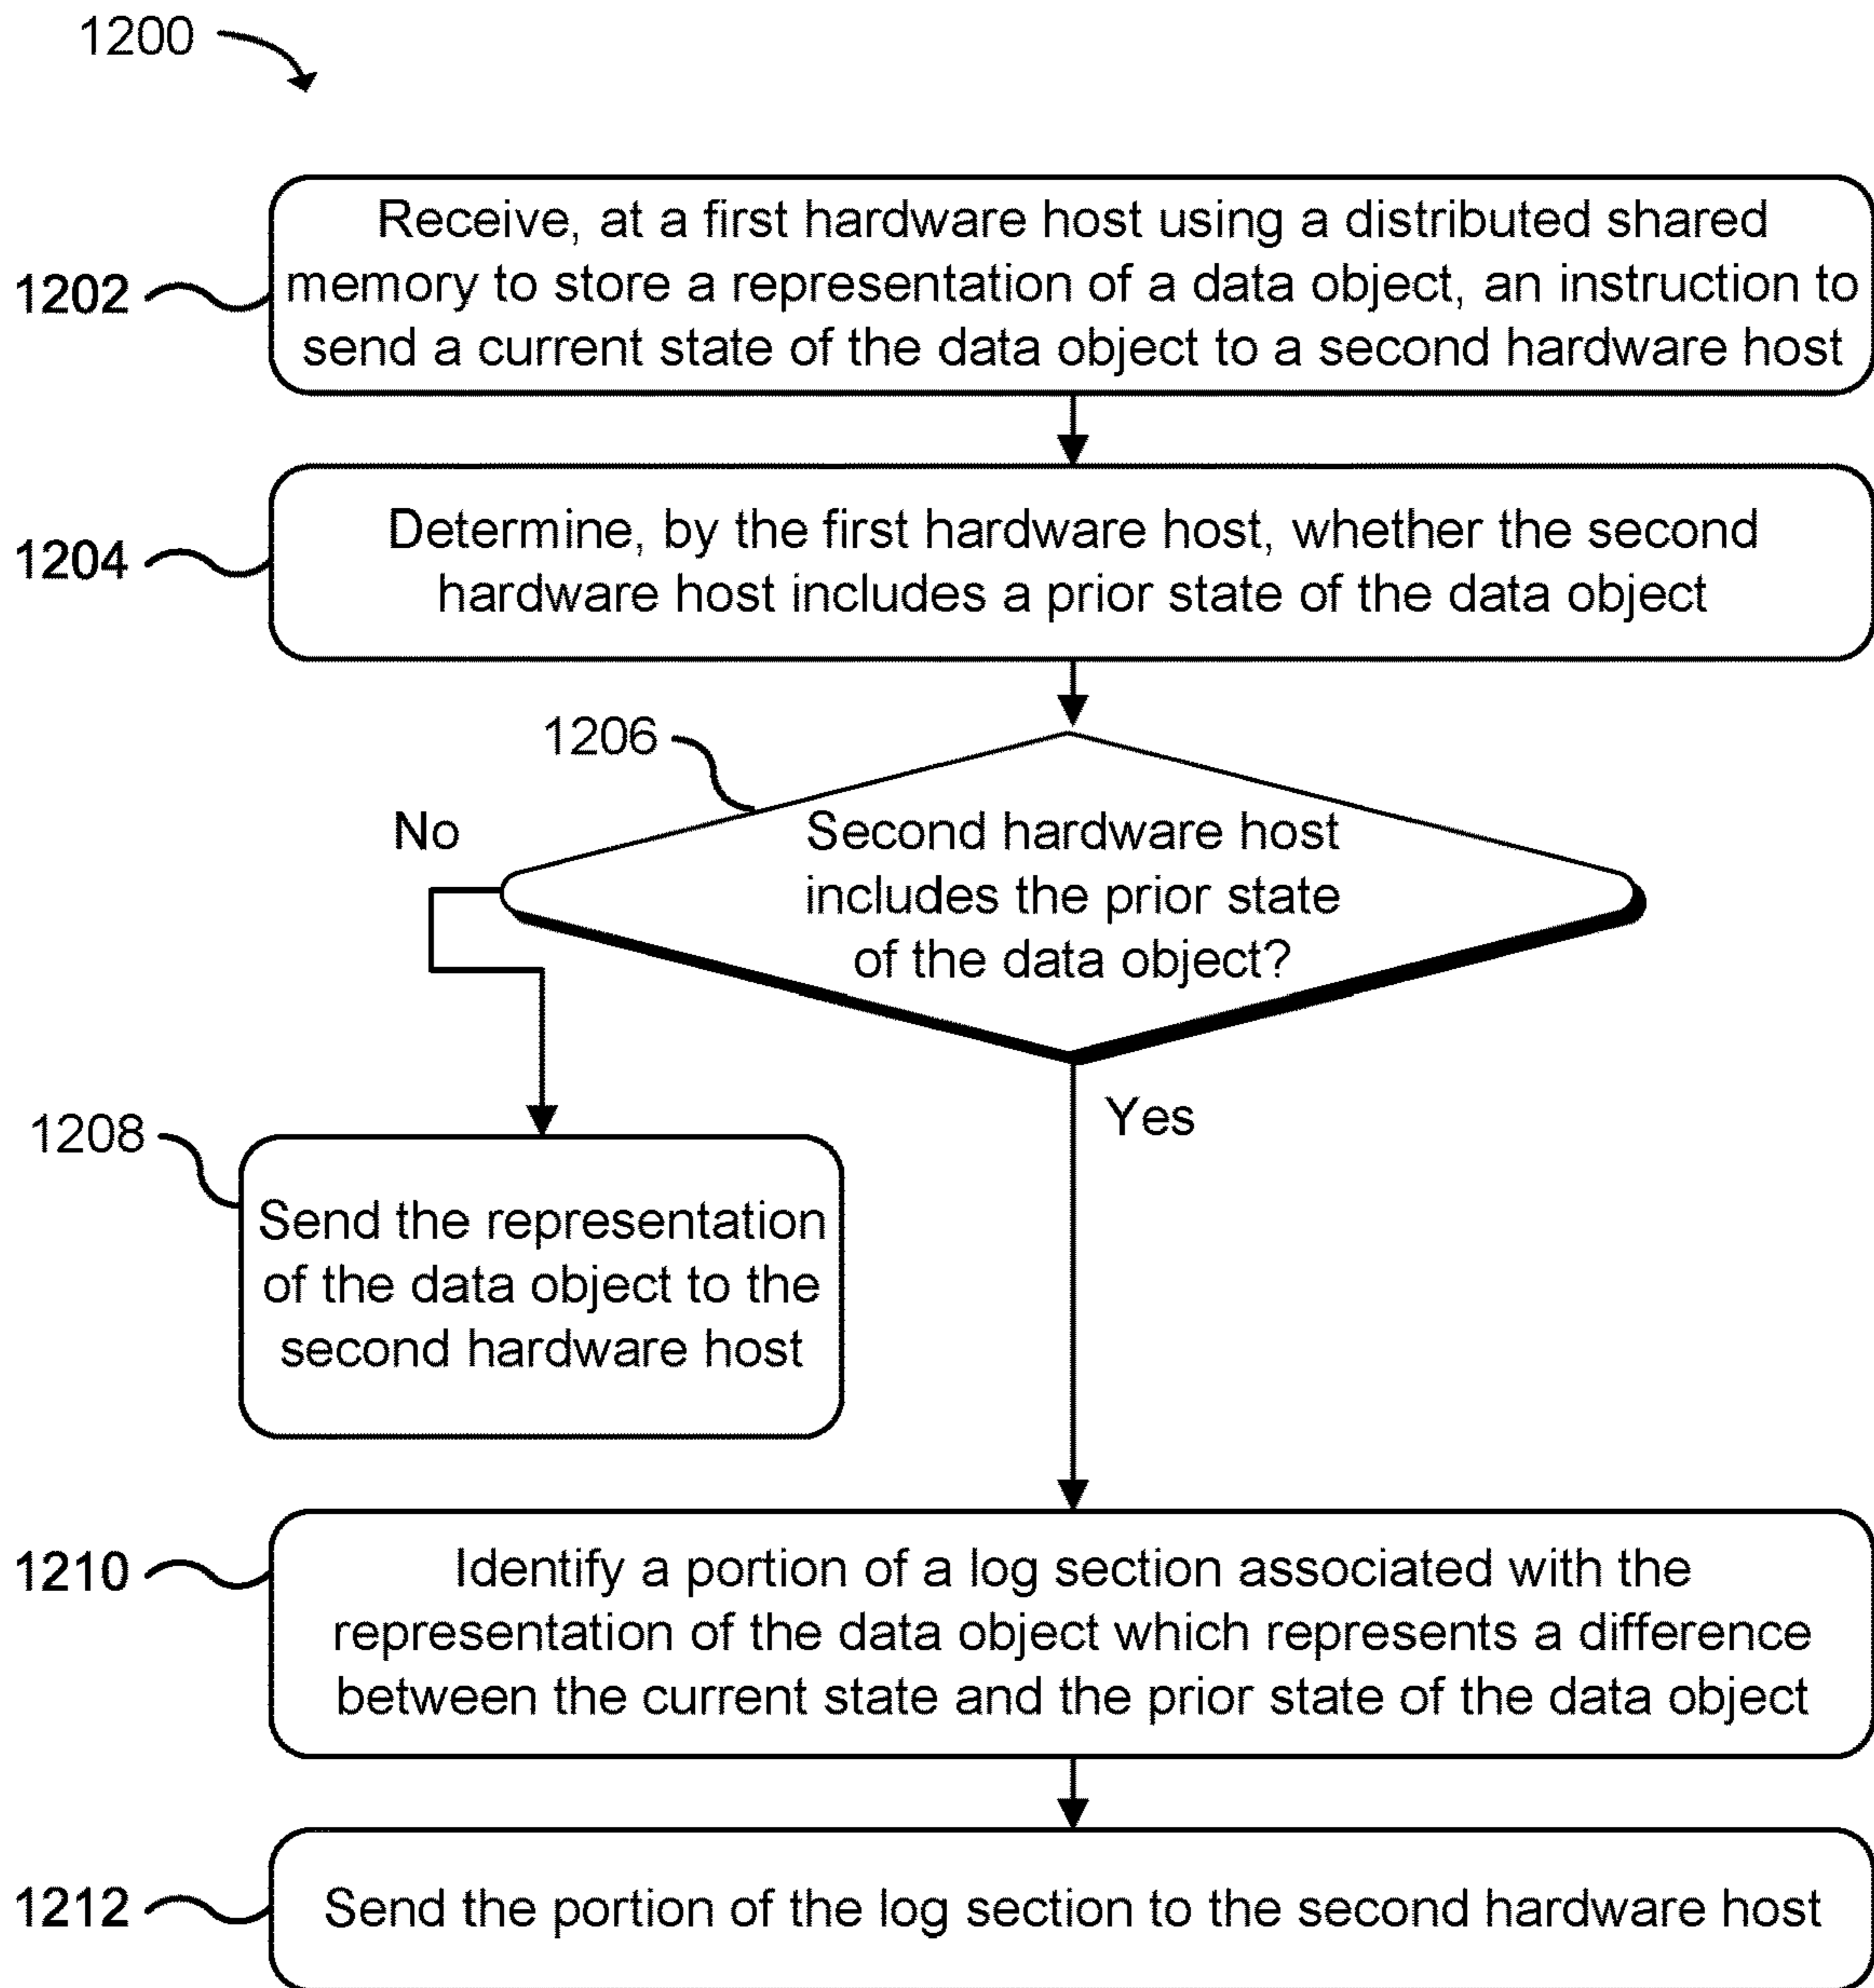 1200
Receive, at a first hardware host using a distributed shared
1202
memory to store a representation of a data object, an instruction to
send a current state of the data object to a second hardware host
1204
Determine, by the first hardware host, whether the second
hardware host includes a prior state of the data object
1206
No
Second hardware host
includes the prior state
of the data object?
Yes
1208
Send the representation
of the data object to the
second hardware host
1210
Identify a portion of a log section associated with the
representation of the data object which represents a difference
between the current state and the prior state of the data object
1212
Send the portion of the log section to the second hardware host